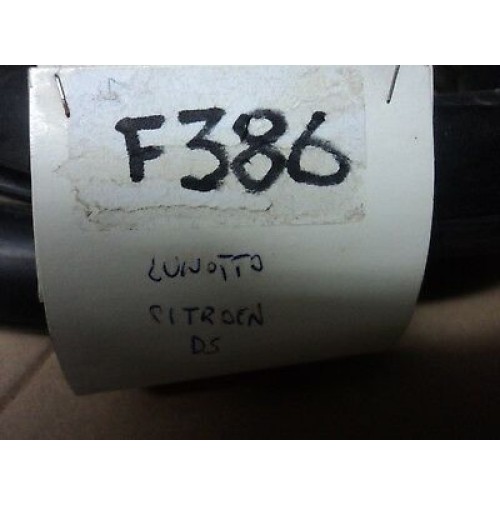 F386
LUNOTTO
CITROEN
DS